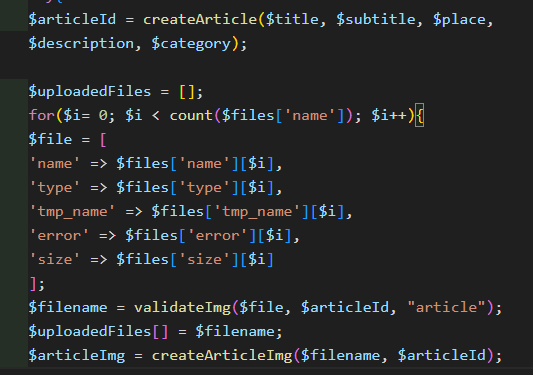 $articleId = createArticle($title, $subtitle, $place,
$description, $category);
$uploadedFiles = [];
for($i= 0; $i < count($files['name']); $i++){
$file = [
'name' => $files['name'][$i],
'type' => $files['type'][$i],
'tmp_name' => $files['tmp_name'][$i],
'error' => $files['error'][$i],
'size' => $files['size'][$i]
];
$filename = validateImg($file, $articleId, "article");
$uploadedFiles[] = $filename;
$articleImg = createArticleImg($filename, $articleId);